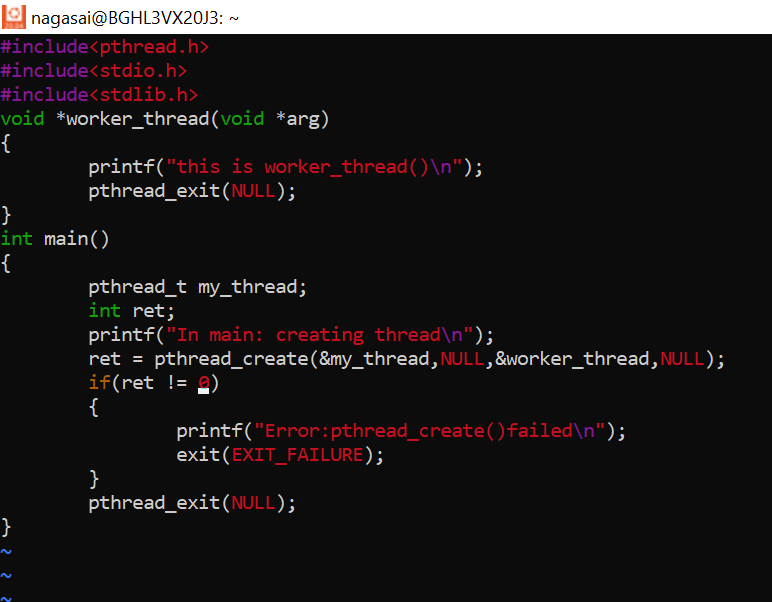 nagasai@BGHL3VX20J3: ~
#include<pthread.h>
#include<stdio.h>
#include<stdlib.h>
void *worker_thread(void *arg)
{
        printf("this is worker_thread()\n");
        pthread_exit(NULL);
}
int main()
{
        pthread_t my_thread;
        int ret;
        printf("In main: creating thread\n");
        ret = pthread_create(&my_thread,NULL,&worker_thread,NULL);
        if(ret != 0)
        {
                printf("Error:pthread_create()failed\n");
                exit(EXIT_FAILURE);
        }
        pthread_exit(NULL);
}
~
~
~